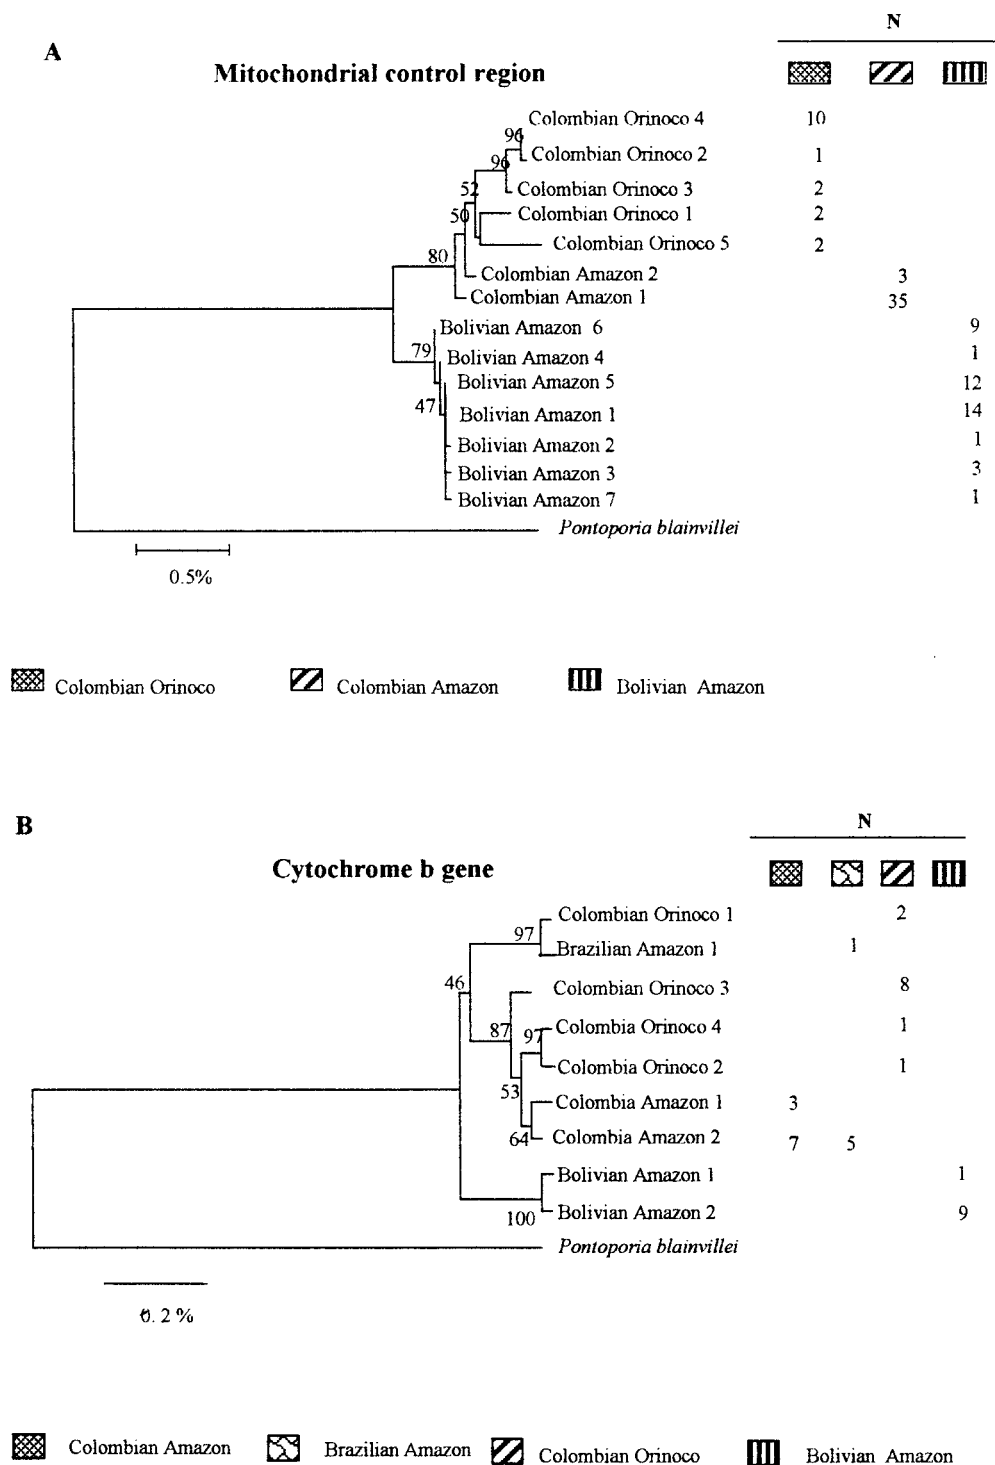 N
A
Mitochondrial control region
Colombian Orinoco 4 10
96
Colombian Orinoco 2 1
96
Colombian Orinoco 3 2
52
Colombian Orinoco 1 2
50
Colombian Orinoco 5 2
80
Colombian Amazon 2 3
Colombian Amazon 1 35
Bolivian Amazon 6 9
79
Bolivian Amazon 4 1
Bolivian Amazon 5 12
47
Bolivian Amazon 1 14
Bolivian Amazon 2 1
Bolivian Amazon 3 3
Bolivian Amazon 7 1
Pontoporia blainvillei
0.5%
Colombian Orinoco Colombian Amazon Bolivian Amazon
N
B
Cytochrome b gene
Colombian Orinoco 1 2
97
Brazilian Amazon 1 1
46
Colombian Orinoco 3 8
87
Colombia Orinoco 4 1
97
Colombia Orinoco 2 1
53
Colombia Amazon 1 3
64
Colombia Amazon 2 7 5
Bolivian Amazon 1 1
100
Bolivian Amazon 2 9
Pontoporia blainvillei
0.2%
Colombian Amazon Brazilian Amazon Colombian Orinoco Bolivian Amazon